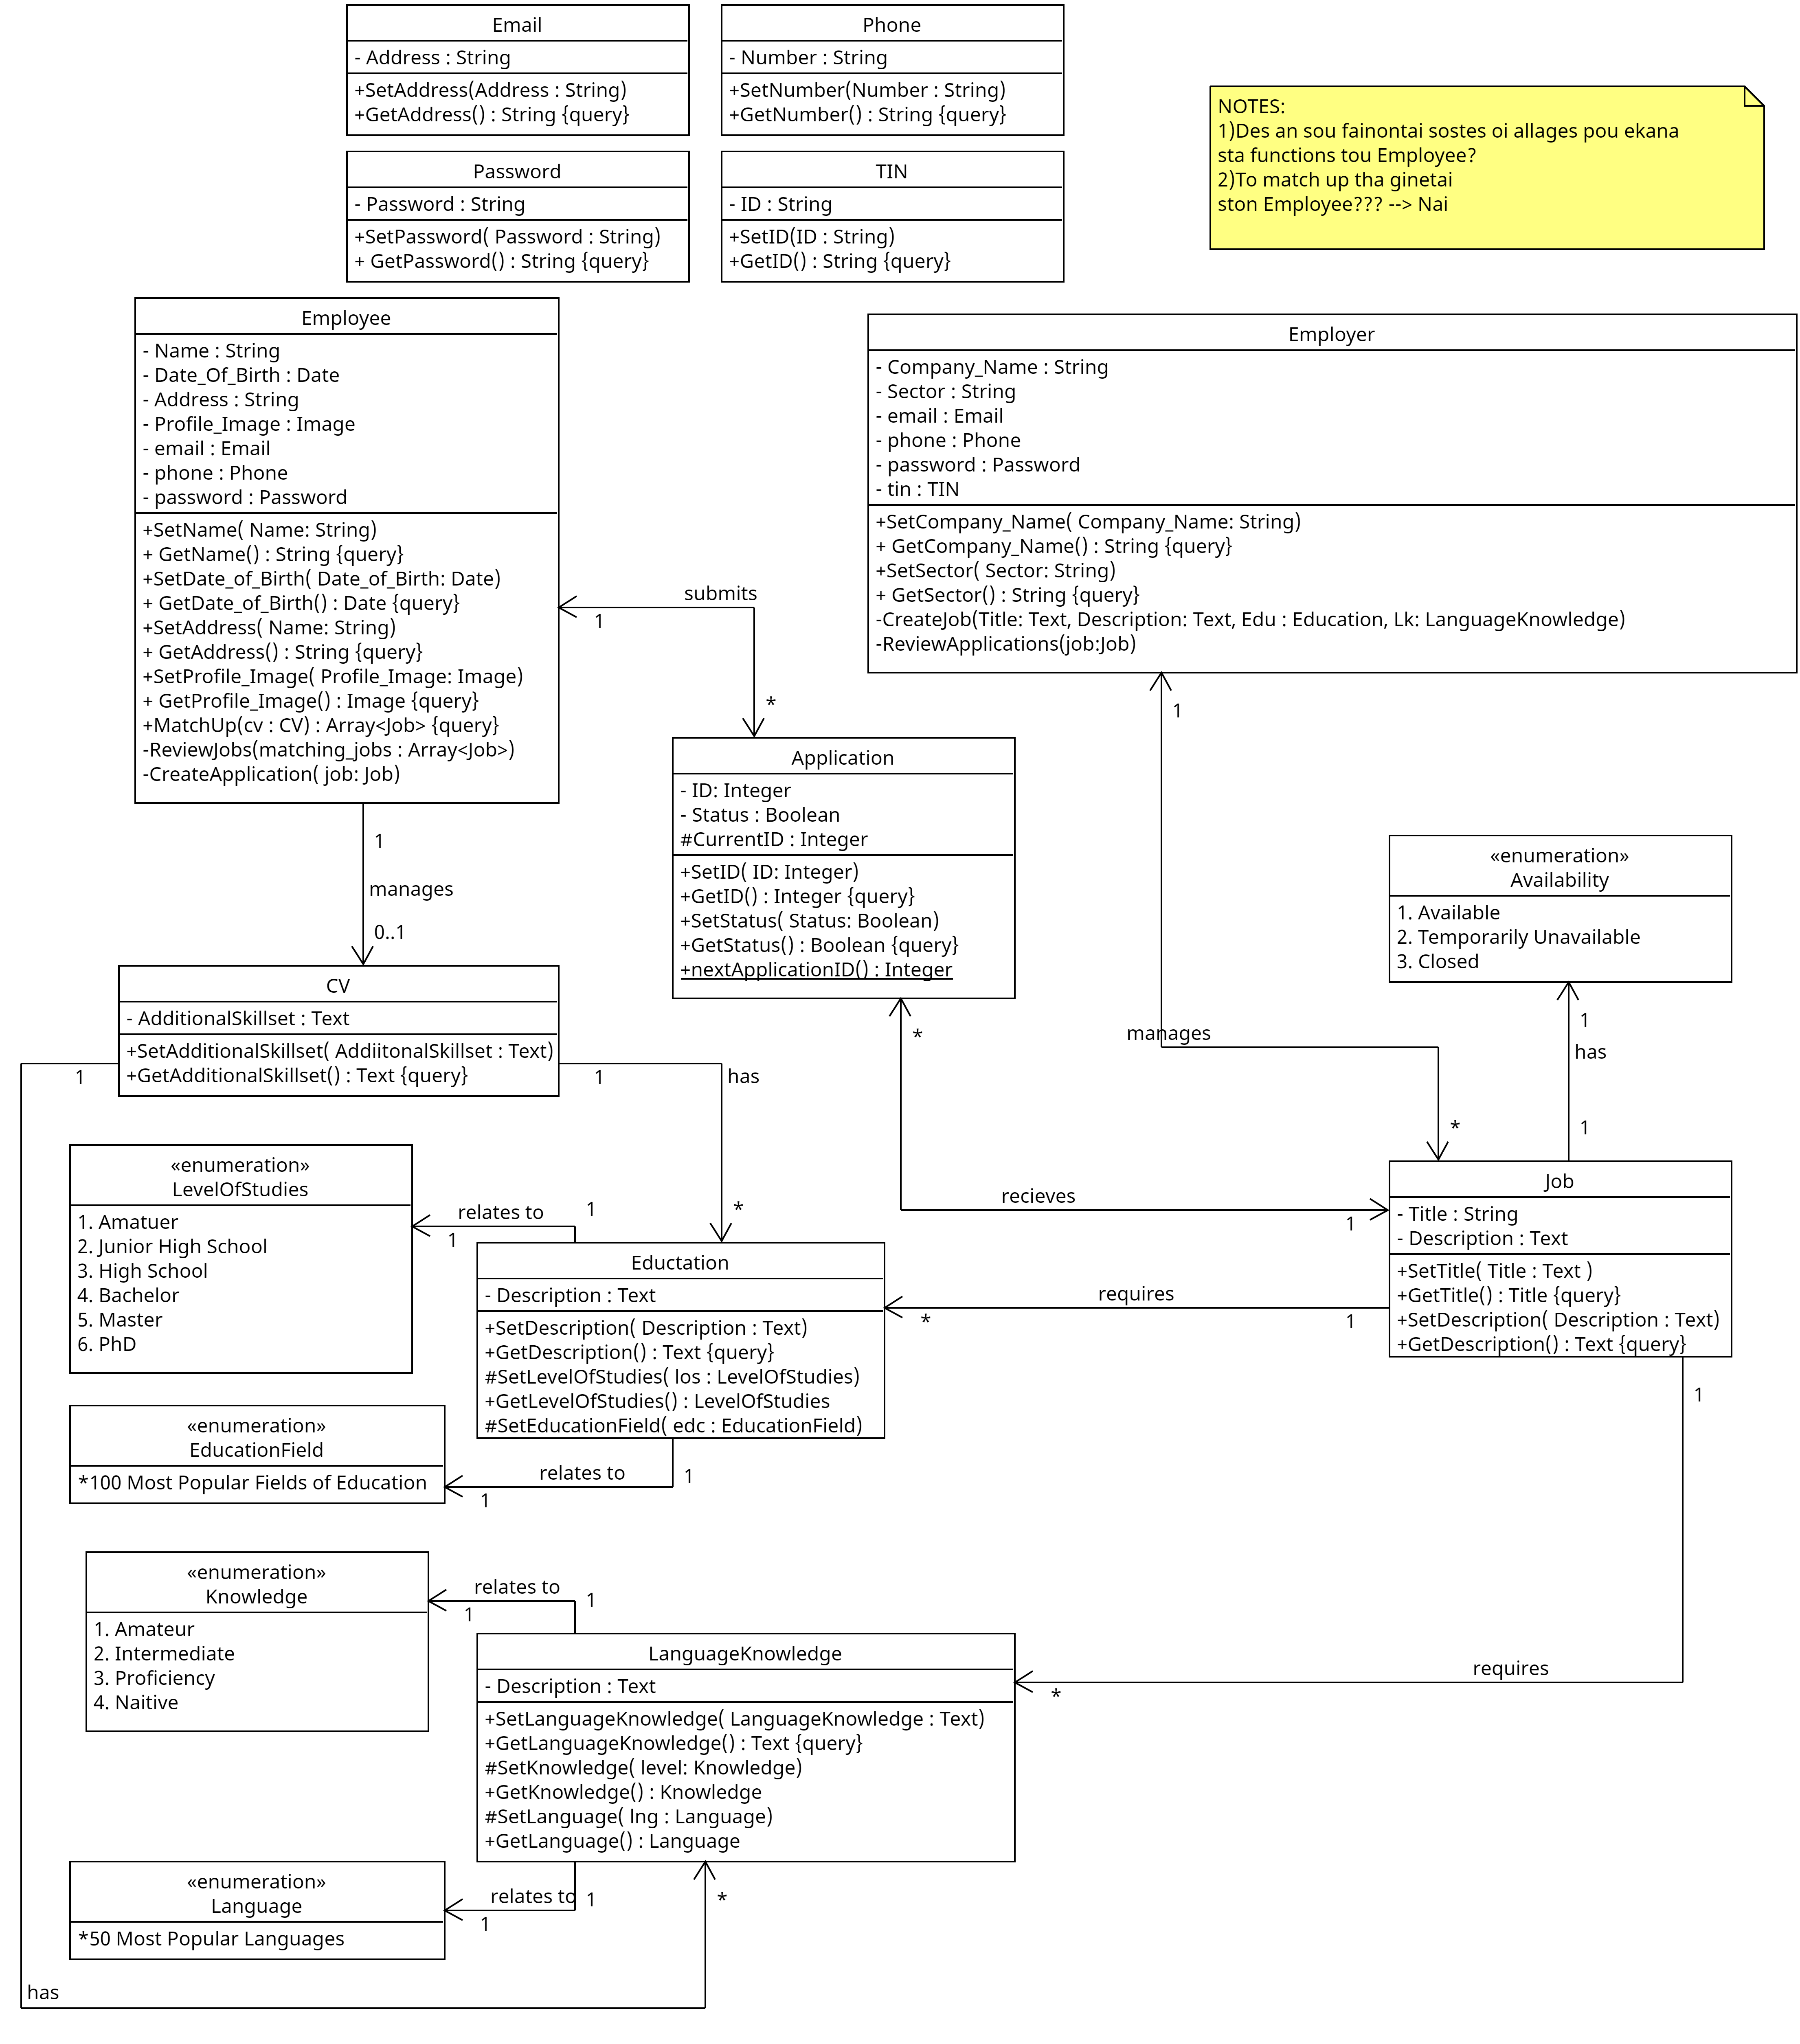 Email
- Address : String
+SetAddress(Address : String)
+GetAddress() : String {query}
Phone
- Number : String
+SetNumber(Number : String)
+GetNumber() : String {query}
NOTES:
1)Des an sou fainontai sostes oi allages pou ekana
sta functions tou Employee?
2)To match up tha ginetai
ston Employee??? --> Nai
Password
- Password : String
+SetPassword( Password : String)
+ GetPassword() : String {query}
TIN
- ID : String
+SetID(ID : String)
+GetID() : String {query}
Employee
- Name : String
- Date_Of_Birth : Date
- Address : String
- Profile_Image : Image
- email : Email
- phone : Phone
- password : Password
+SetName( Name: String)
+ GetName() : String {query}
+SetDate_of_Birth( Date_of_Birth: Date)
+ GetDate_of_Birth() : Date {query}
+SetAddress( Name: String)
+ GetAddress() : String {query}
+SetProfile_Image( Profile_Image: Image)
+ GetProfile_Image() : Image {query}
+MatchUp(cv : CV) : Array<Job> {query}
-ReviewJobs(matching_jobs : Array<Job>)
-CreateApplication( job: Job)
Employer
- Company_Name : String
- Sector : String
- email : Email
- phone : Phone
- password : Password
- tin : TIN
+SetCompany_Name( Company_Name: String)
+ GetCompany_Name() : String {query}
+SetSector( Sector: String)
+ GetSector() : String {query}
-CreateJob(Title: Text, Description: Text, Edu : Education, Lk: LanguageKnowledge)
-ReviewApplications(job:Job)
submits
1
*
1
Application
- ID: Integer
- Status : Boolean
#CurrentID : Integer
+SetID( ID: Integer)
+GetID() : Integer {query}
+SetStatus( Status: Boolean)
+GetStatus() : Boolean {query}
+nextApplicationID() : Integer
1
manages
0..1
«enumeration»
Availability
1. Available
2. Temporarily Unavailable
3. Closed
CV
- AdditionalSkillset : Text
+SetAdditionalSkillset( AddiitonalSkillset : Text)
+GetAdditionalSkillset() : Text {query}
1
1
has
*
manages
*
1
has
1
«enumeration»
LevelOfStudies
1. Amatuer
2. Junior High School
3. High School
4. Bachelor
5. Master
6. PhD
relates to
1
1
*
recieves
1
Job
- Title : String
- Description : Text
+SetTitle( Title : Text )
+GetTitle() : Title {query}
+SetDescription( Description : Text)
+GetDescription() : Text {query}
Eductation
- Description : Text
+SetDescription( Description : Text)
+GetDescription() : Text {query}
#SetLevelOfStudies( los : LevelOfStudies)
+GetLevelOfStudies() : LevelOfStudies
#SetEducationField( edc : EducationField)
requires
*
1
1
«enumeration»
EducationField
*100 Most Popular Fields of Education
relates to
1
1
«enumeration»
Knowledge
1. Amateur
2. Intermediate
3. Proficiency
4. Naitive
relates to
1
1
LanguageKnowledge
- Description : Text
+SetLanguageKnowledge( LanguageKnowledge : Text)
+GetLanguageKnowledge() : Text {query}
#SetKnowledge( level: Knowledge)
+GetKnowledge() : Knowledge
#SetLanguage( lng : Language)
+GetLanguage() : Language
requires
*
«enumeration»
Language
*50 Most Popular Languages
relates to
1
1
*
has